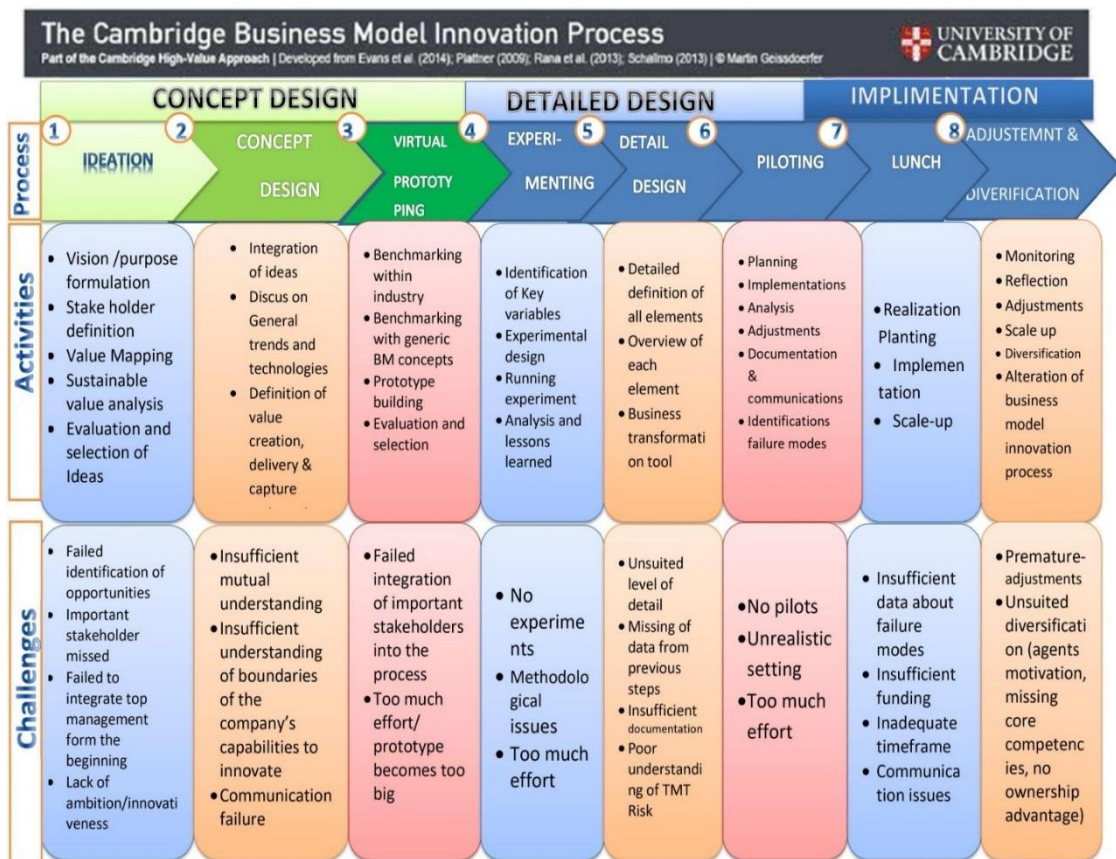 The Cambridge Business Model Innovation Process
Part of the Cambridge High-Value Approach | Developed from Evans et al. (2014); Plattner (2009); Rana et al. (2013); Schallmo (2013) | © Martin Geissdoerfer
UNIVERSITY OF
CAMBRIDGE
CONCEPT DESIGN
DETAILED DESIGN
IMPLIMENTATION
Process
1
IDEATION
2
CONCEPT
DESIGN
3
VIRTUAL
PROTOTY
PING
4
EXPERI-
MENTING
5
DETAIL
DESIGN
6
PILOTING
7
LUNCH
8
ADJUSTEMNT &
DIVERIFICATION
Activities
• Vision /purpose
formulation
• Stake holder
definition
• Value Mapping
• Sustainable
value analysis
• Evaluation and
selection of
Ideas
• Integration
of ideas
• Discus on
General
trends and
technologies
• Definition of
value
creation,
delivery &
capture
• Benchmarking
within
industry
• Benchmarking
with generic
BM concepts
• Prototype
building
• Evaluation and
selection
• Identification
of Key
variables
• Experimental
design
• Running
experiment
• Analysis and
lessons
learned
• Detailed
definition of
all elements
• Overview of
each
element
• Business
transformati
on tool
• Planning
• Implementations
• Analysis
• Adjustments
• Documentation
&
communications
• Identifications
failure modes
• Realization
Planting
• Implemen
tation
• Scale-up
• Monitoring
• Reflection
• Adjustments
• Scale up
• Diversification
• Alteration of
business
model
innovation
process
Challenges
• Failed
identification of
opportunities
• Important
stakeholder
missed
• Failed to
integrate top
management
form the
beginning
• Lack of
ambition/innovati
veness
• Insufficient
mutual
understanding
• Insufficient
understanding
of boundaries
of the
company's
capabilities to
innovate
• Communication
failure
• Failed
integration
of important
stakeholders
into the
process
• Too much
effort/
prototype
becomes too
big
• No
experime
nts
• Methodolo
gical
issues
• Too much
effort
• Unsuited
level of
detail
• Missing of
data from
previous
steps
• Insufficient
documentation
• Poor
understandi
ng of TMT
Risk
• No pilots
• Unrealistic
setting
• Too much
effort
• Insufficient
data about
failure
modes
• Insufficient
funding
• Inadequate
timeframe
• Communica
tion issues
• Premature-
adjustments
• Unsuited
diversificati
on (agents
motivation,
missing
core
competenc
ies, no
ownership
advantage)